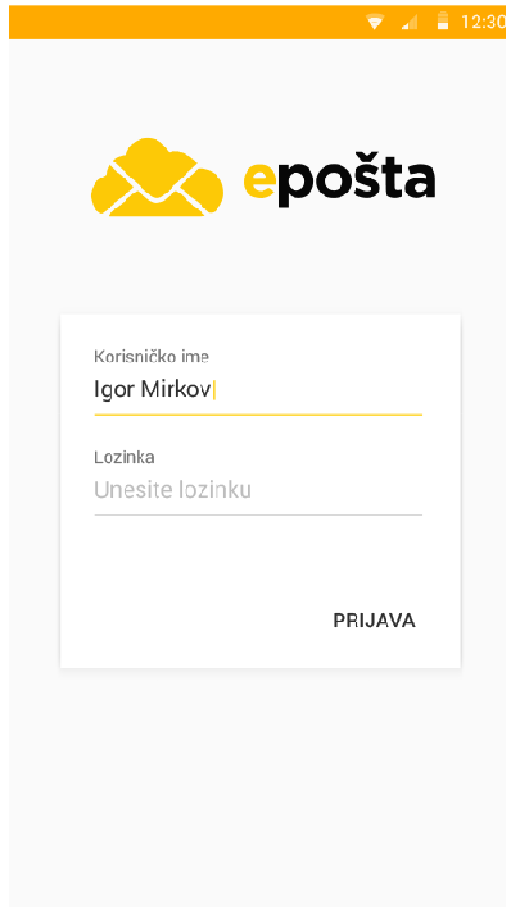 12:30
epošta
Korisničko ime
Igor Mirkov
Lozinka
Unesite lozinku
PRIJAVA